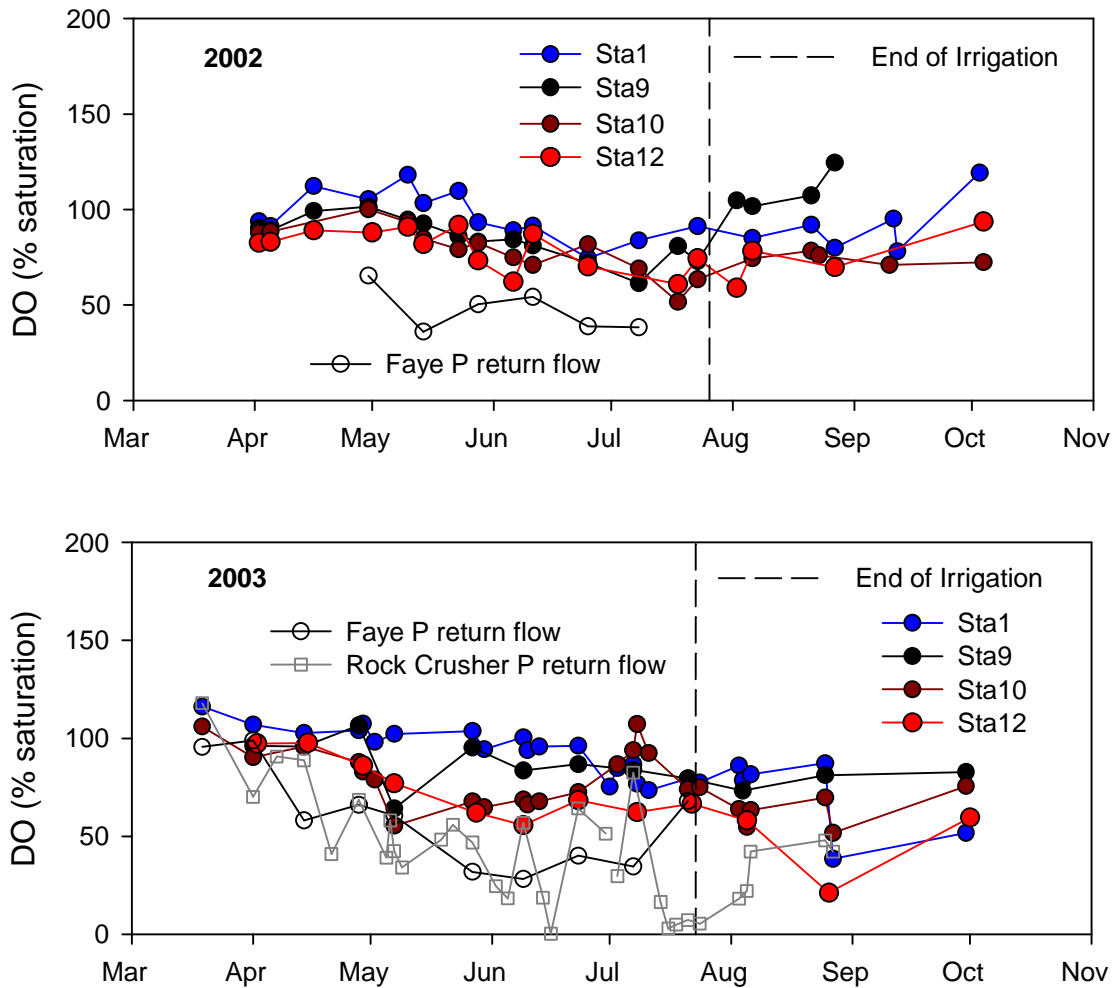 200
2002
Sta1
Sta9
Sta10
Sta12
End of Irrigation
150
100
50
0
DO (% saturation)
Faye P return flow
Mar Apr May Jun Jul Aug Sep Oct Nov
200
2003
End of Irrigation
Faye P return flow
Rock Crusher P return flow
Sta1
Sta9
Sta10
Sta12
150
100
50
0
DO (% saturation)
Mar Apr May Jun Jul Aug Sep Oct Nov